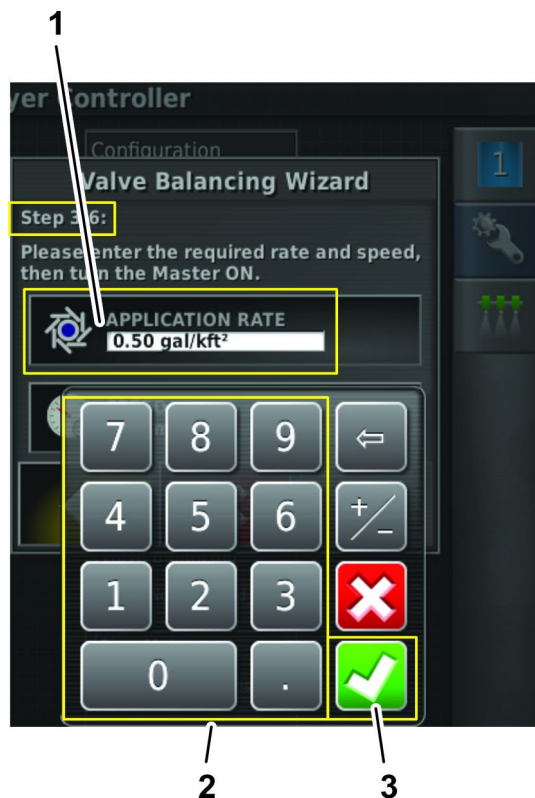 1
yer Controller
Configuration
1
Valve Balancing Wizard
Step 3/6:
Please enter the required rate and speed,
then turn the Master ON.
APPLICATION RATE
0.50 gal/kft²
7 8 9
4 5 6 +/−
1 2 3
0 .
2 3